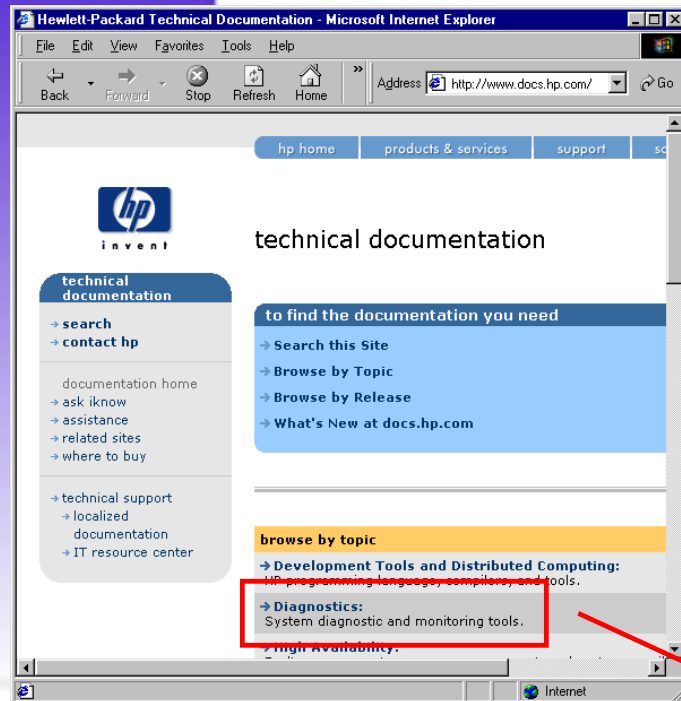 Hewlett-Packard Technical Documentation - Microsoft Internet Explorer
File Edit View Favorites Tools Help
Back Forward Stop Refresh Home » Address http://www.docs.hp.com/ Go
hp home products & services support
hp
invent
technical documentation
technical
documentation
search
contact hp
documentation home
ask iknow
assistance
related sites
where to buy
technical support
localized
documentation
IT resource center
to find the documentation you need
Search this Site
Browse by Topic
Browse by Release
What's New at docs.hp.com
browse by topic
Development Tools and Distributed Computing:
HP programming language, compilers, and tools.
Diagnostics:
System diagnostic and monitoring tools.
High Availability:
Internet